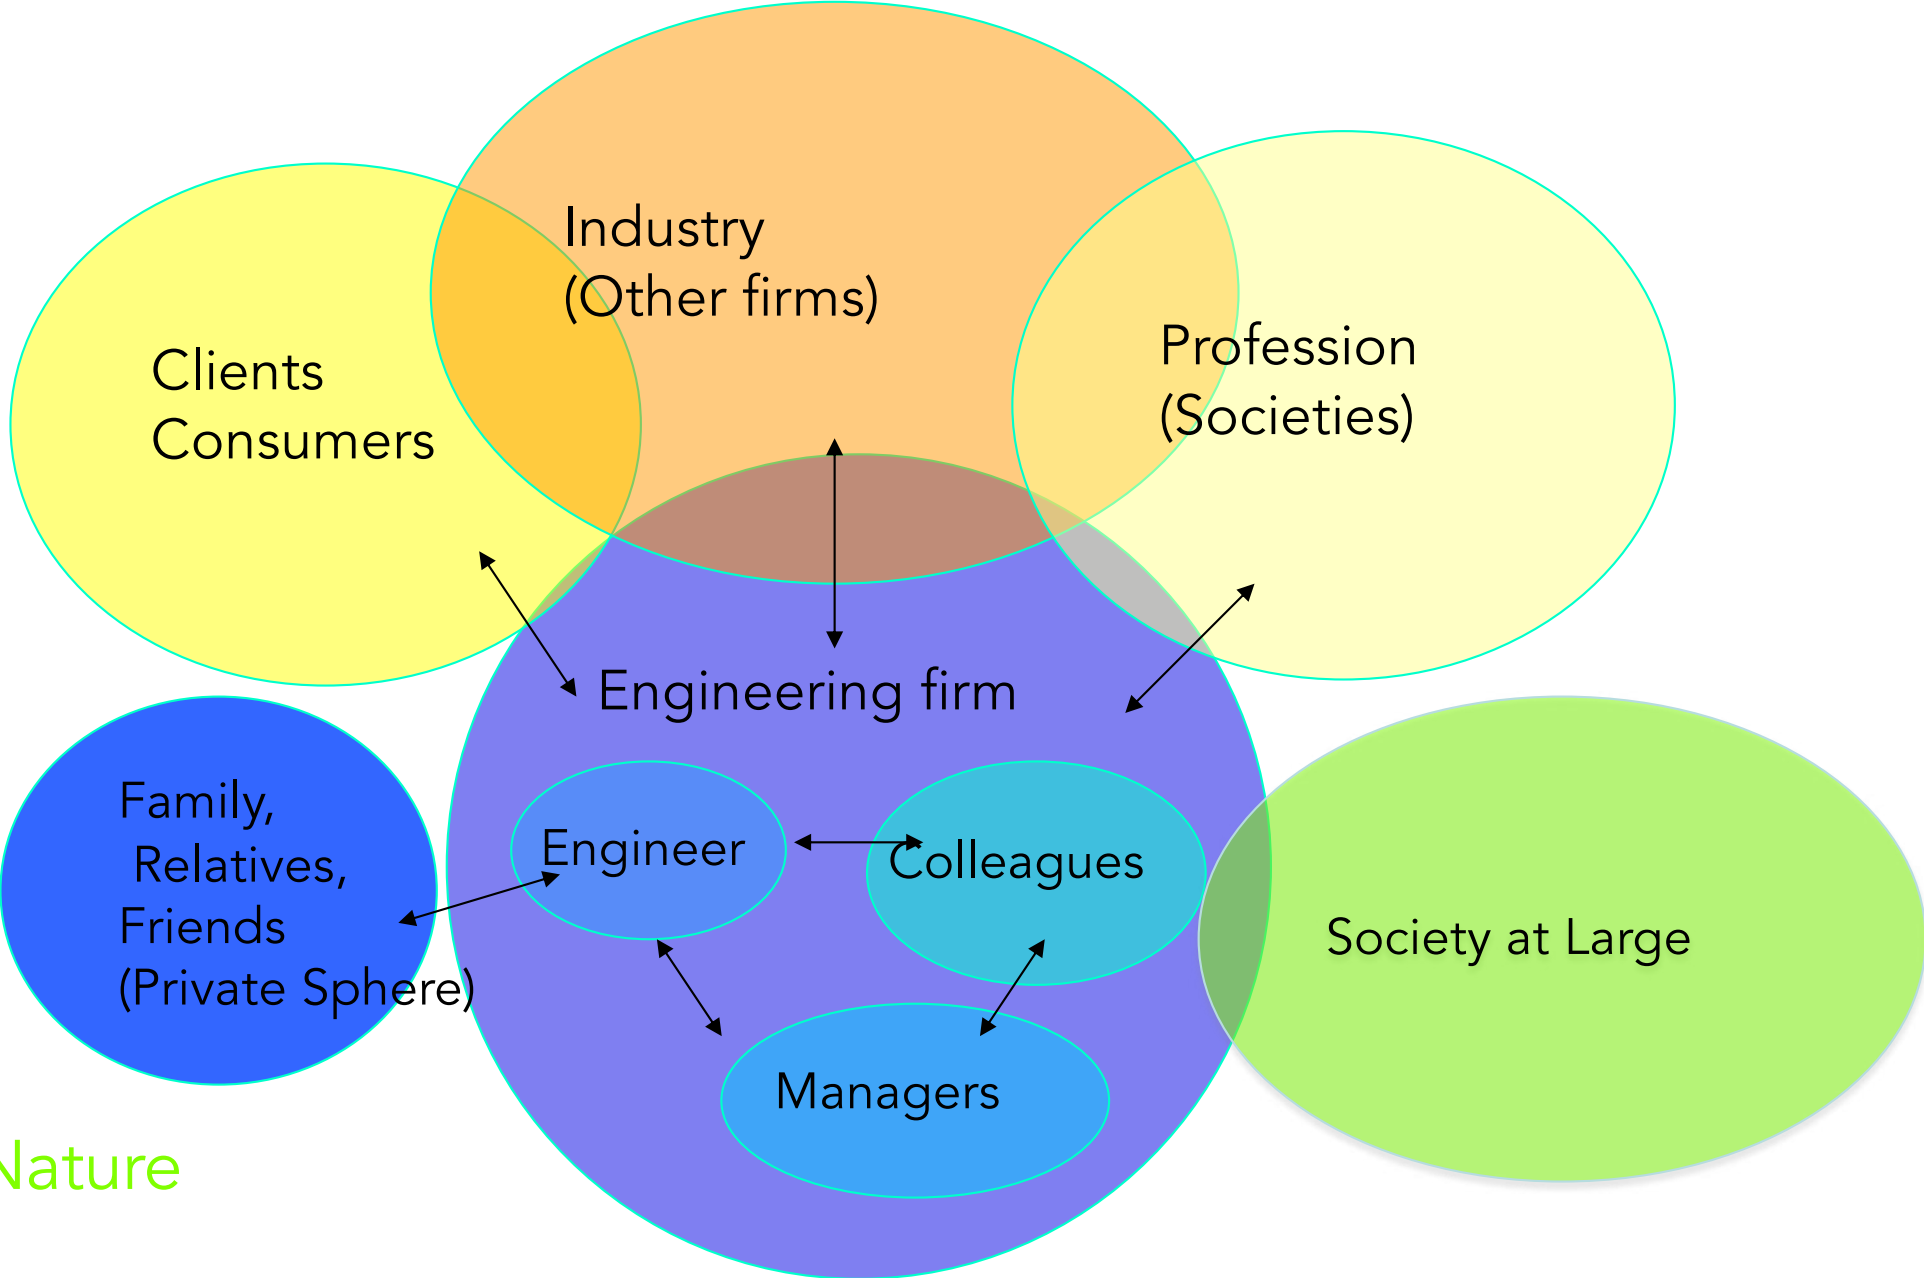 Industry
(Other firms)
Clients
Consumers
Profession
(Societies)
Engineering firm
Family,
Relatives,
Friends
(Private Sphere)
Engineer
Colleagues
Society at Large
Managers
Nature